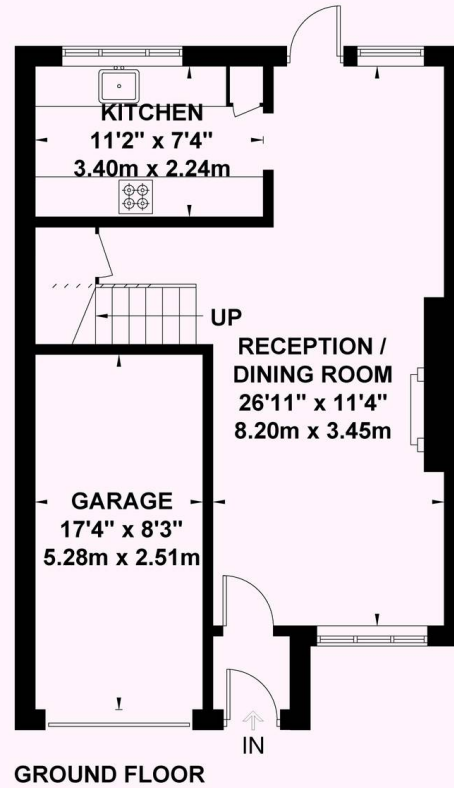 KITCHEN
11'2" x 7'4"
3.40m x 2.24m
UP
RECEPTION /
DINING ROOM
26'11" x 11'4"
8.20m x 3.45m
GARAGE
17'4" x 8'3"
5.28m x 2.51m
IN
GROUND FLOOR